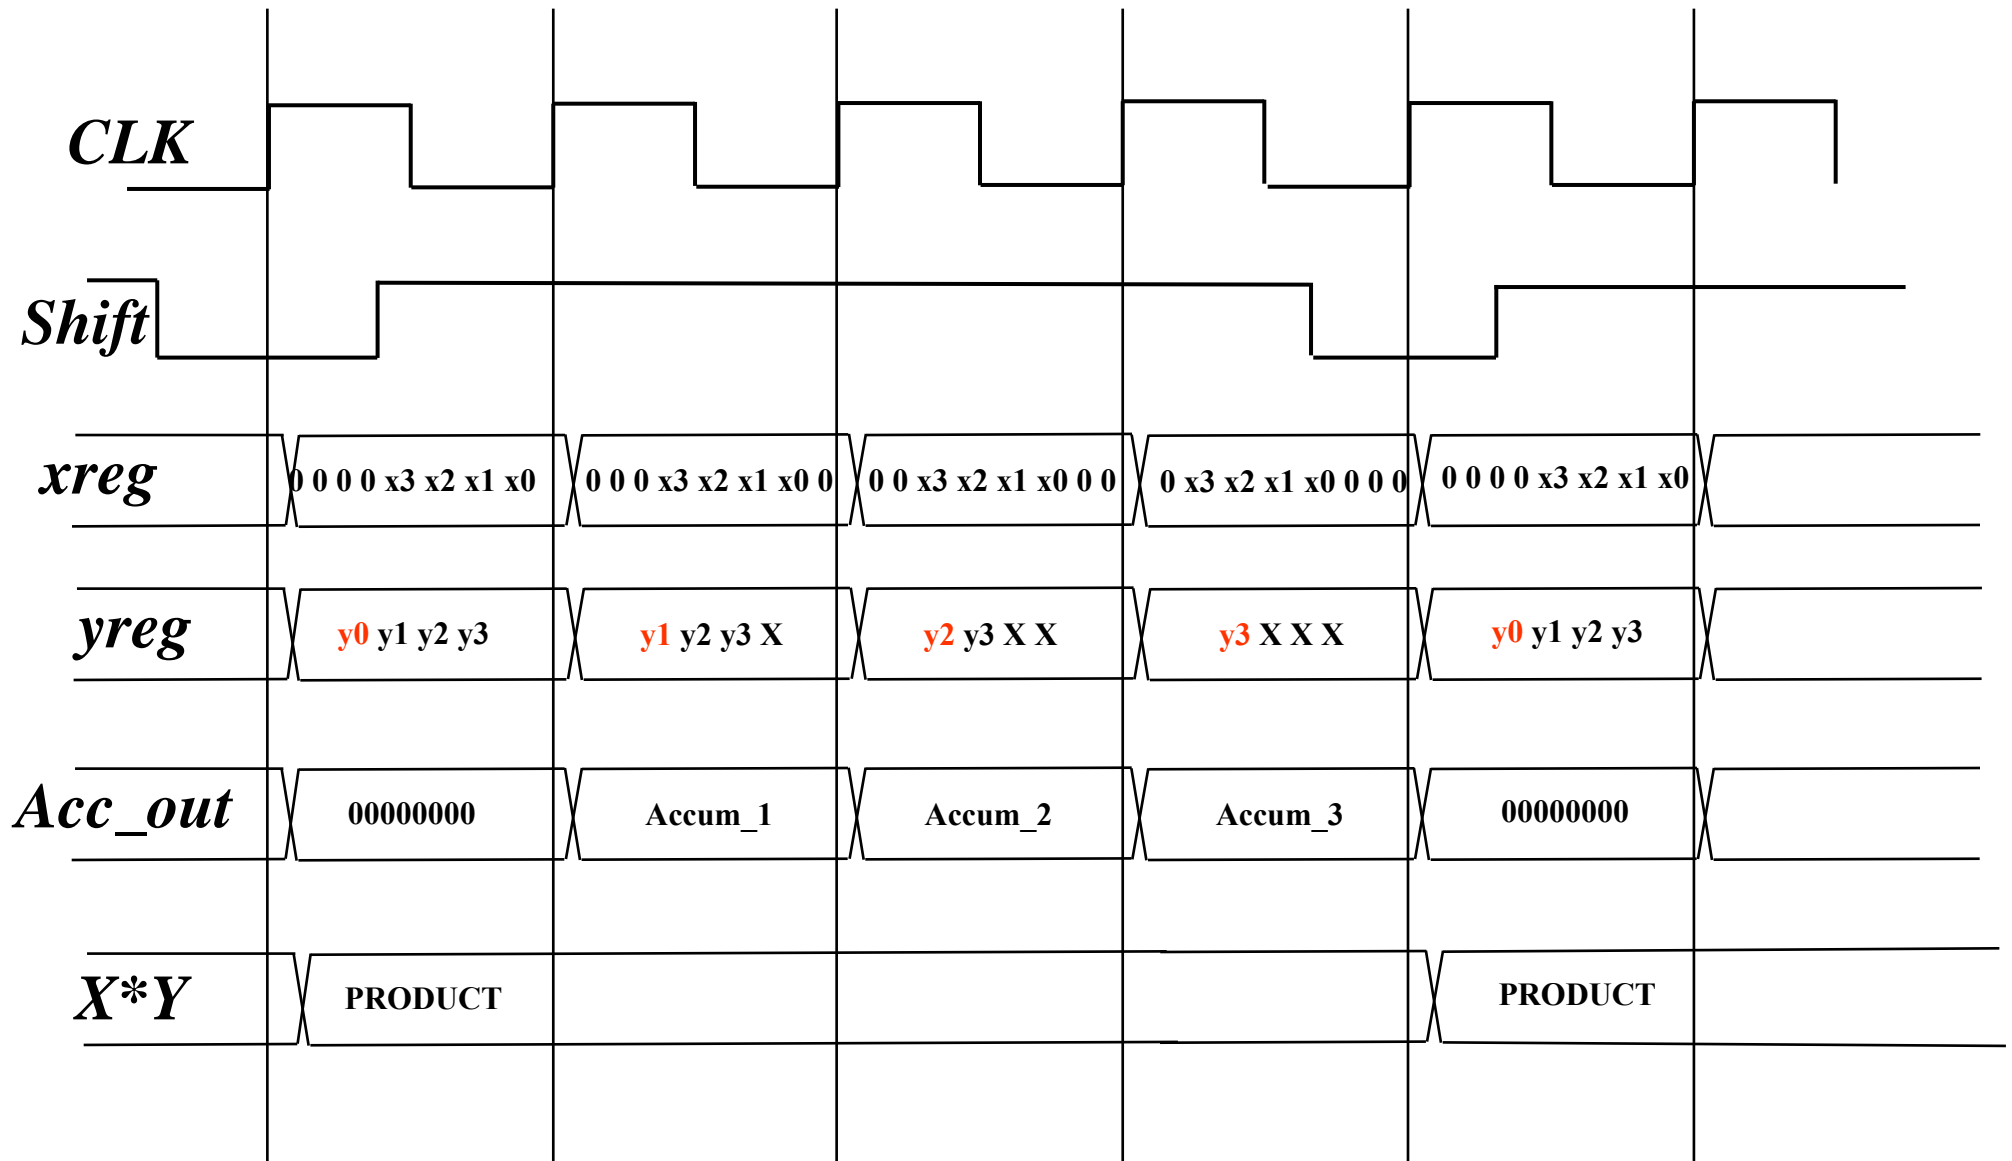 CLK
Shift
xreg 0 0 0 0 x3 x2 x1 x0 0 0 0 x3 x2 x1 x0 0 0 0 x3 x2 x1 x0 0 0 0 x3 x2 x1 x0 0 0 0 0 0 0 0 x3 x2 x1 x0
yreg y0 y1 y2 y3 y1 y2 y3 X y2 y3 X X y3 X X X y0 y1 y2 y3
Acc_out 00000000 Accum_1 Accum_2 Accum_3 00000000
X*Y PRODUCT PRODUCT